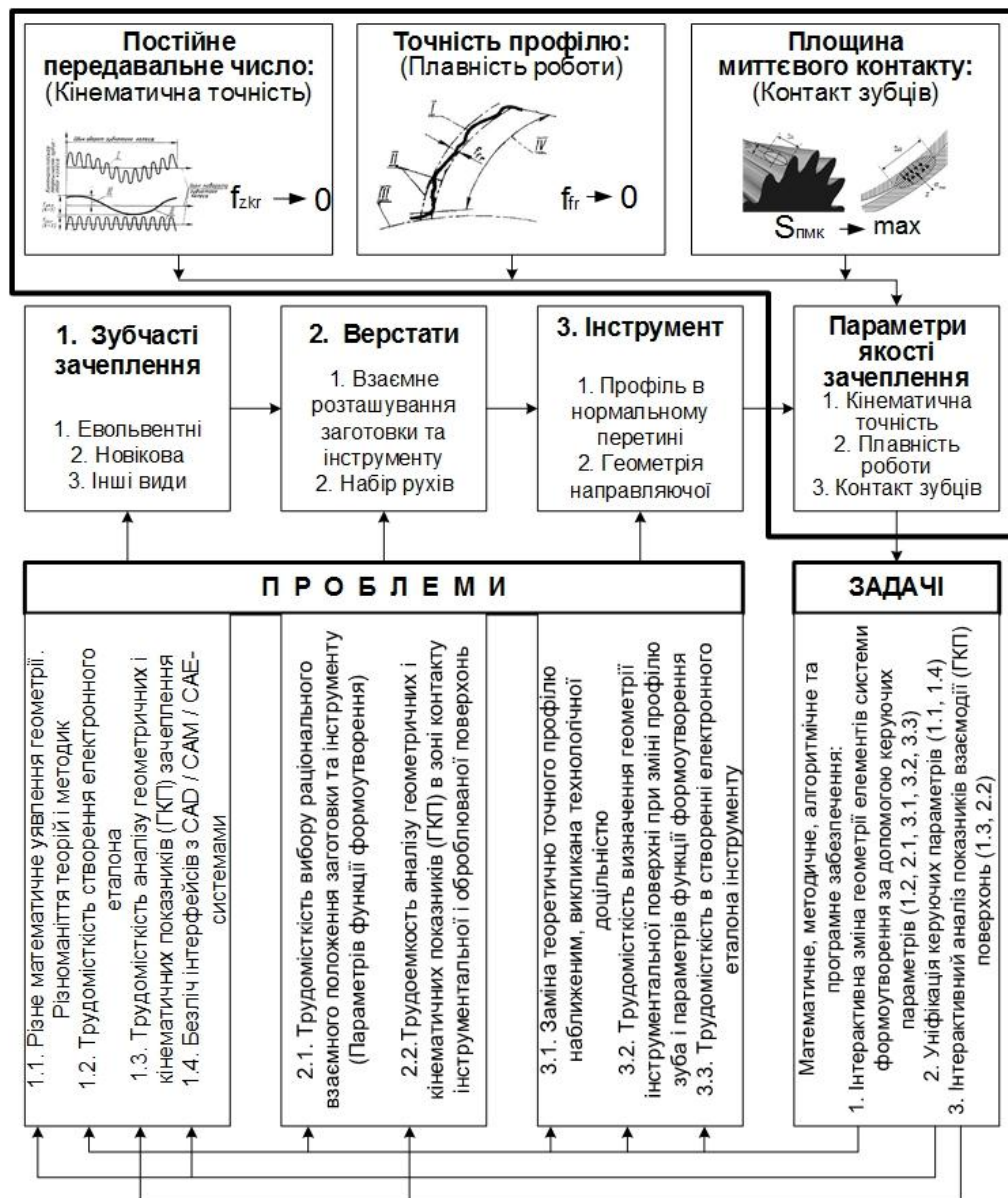 Постійне
передавальне число:
(Кінематична точність)
f zkr → 0
Точність профілю:
(Плавність роботи)
I
II
III
IV
f fr
f fr → 0
Площина
миттєвого контакту:
(Контакт зубців)
S ПМК → max
1. Зубчасті
зачеплення
1. Евольвентні
2. Новікова
3. Інші види
2. Верстати
1. Взаємне
розташування
заготовки та
інструменту
2. Набір рухів
3. Інструмент
1. Профіль в
нормальному
перетині
2. Геометрія
направляючої
Параметри
якості
зачеплення
1. Кінематична
точність
2. Плавність
роботи
3. Контакт зубців
П Р О Б Л Е М И
ЗАДАЧІ
1.1. Різне математичне уявлення геометрії.
Різноманіття теорій і методик
1.2. Трудомісткість створення електронного
еталона
1.3. Трудомісткість аналізу геометричних і
кінематичних показників (ГКП) зачеплення
1.4. Безліч інтерфейсів з CAD / CAM / CAE-
системами
2.1. Трудомісткість вибору раціонального
взаємного положення заготовки та інструменту
(Параметрів функції формоутворення)
2.2.Трудоемкость аналізу геометричних і
кінематичних показників (ГКП) в зоні контакту
інструментальної і оброблюваної поверхонь
3.1. Заміна теоретично точного профілю
наближеним, викликана технологічної
доцільністю
3.2. Трудомісткість визначення геометрії
інструментальної поверхні при зміні профілю
зуба і параметрів функції формоутворення
3.3. Трудомісткість в створенні електронного
еталона інструменту
Математичне, методичне, алгоритмічне та
програмне забезпечення:
1. Інтерактивна зміна геометрії елементів системи
формоутворення за допомогою керуючих
параметрів (1.2, 2.1, 3.1, 3.2, 3.3)
2. Уніфікація керуючих параметрів (1.1, 1.4)
3. Інтерактивний аналіз показників взаємодії (ГКП)
поверхонь (1.3, 2.2)